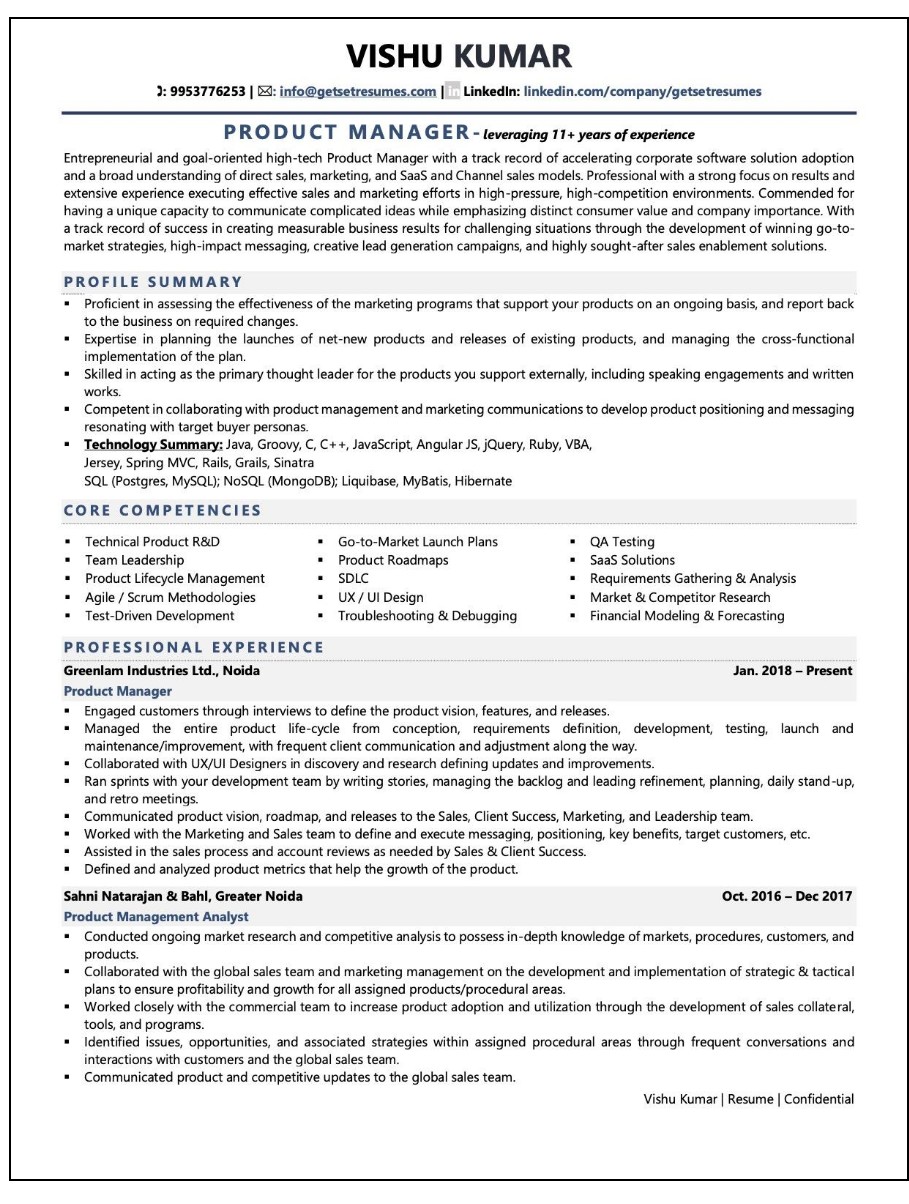 VISHU KUMAR
: 9953776253 | ✉: info@getsetresumes.com | in LinkedIn: linkedin.com/company/getsetresumes
PRODUCT MANAGER- leveraging 11+ years of experience
Entrepreneurial and goal-oriented high-tech Product Manager with a track record of accelerating corporate software solution adoption
and a broad understanding of direct sales, marketing, and SaaS and Channel sales models. Professional with a strong focus on results and
extensive experience executing effective sales and marketing efforts in high-pressure, high-competition environments. Commended for
having a unique capacity to communicate complicated ideas while emphasizing distinct consumer value and company importance. With
a track record of success in creating measurable business results for challenging situations through the development of winning go-to-
market strategies, high-impact messaging, creative lead generation campaigns, and highly sought-after sales enablement solutions.
PROFILE SUMMARY
▪ Proficient in assessing the effectiveness of the marketing programs that support your products on an ongoing basis, and report back
to the business on required changes.
▪ Expertise in planning the launches of net-new products and releases of existing products, and managing the cross-functional
implementation of the plan.
▪ Skilled in acting as the primary thought leader for the products you support externally, including speaking engagements and written
works.
▪ Competent in collaborating with product management and marketing communications to develop product positioning and messaging
resonating with target buyer personas.
▪ Technology Summary: Java, Groovy, C, C++, JavaScript, Angular JS, jQuery, Ruby, VBA,
Jersey, Spring MVC, Rails, Grails, Sinatra
SQL (Postgres, MySQL); NoSQL (MongoDB); Liquibase, MyBatis, Hibernate
CORE COMPETENCIES
▪ Technical Product R&D
▪ Team Leadership
▪ Product Lifecycle Management
▪ Agile / Scrum Methodologies
▪ Test-Driven Development
▪ Go-to-Market Launch Plans
▪ Product Roadmaps
▪ SDLC
▪ UX / UI Design
▪ Troubleshooting & Debugging
▪ QA Testing
▪ SaaS Solutions
▪ Requirements Gathering & Analysis
▪ Market & Competitor Research
▪ Financial Modeling & Forecasting
PROFESSIONAL EXPERIENCE
Greenlam Industries Ltd., Noida Jan. 2018 – Present
Product Manager
▪ Engaged customers through interviews to define the product vision, features, and releases.
▪ Managed the entire product life-cycle from conception, requirements definition, development, testing, launch and
maintenance/improvement, with frequent client communication and adjustment along the way.
▪ Collaborated with UX/UI Designers in discovery and research defining updates and improvements.
▪ Ran sprints with your development team by writing stories, managing the backlog and leading refinement, planning, daily stand-up,
and retro meetings.
▪ Communicated product vision, roadmap, and releases to the Sales, Client Success, Marketing, and Leadership team.
▪ Worked with the Marketing and Sales team to define and execute messaging, positioning, key benefits, target customers, etc.
▪ Assisted in the sales process and account reviews as needed by Sales & Client Success.
▪ Defined and analyzed product metrics that help the growth of the product.
Sahni Natarajan & Bahl, Greater Noida Oct. 2016 – Dec 2017
Product Management Analyst
▪ Conducted ongoing market research and competitive analysis to possess in-depth knowledge of markets, procedures, customers, and
products.
▪ Collaborated with the global sales team and marketing management on the development and implementation of strategic & tactical
plans to ensure profitability and growth for all assigned products/procedural areas.
▪ Worked closely with the commercial team to increase product adoption and utilization through the development of sales collateral,
tools, and programs.
▪ Identified issues, opportunities, and associated strategies within assigned procedural areas through frequent conversations and
interactions with customers and the global sales team.
▪ Communicated product and competitive updates to the global sales team.
Vishu Kumar | Resume | Confidential